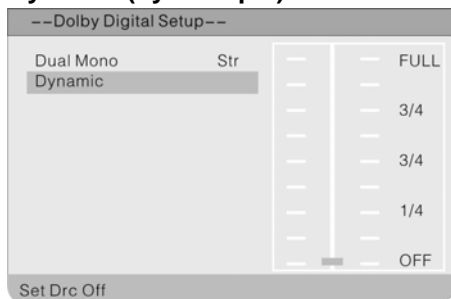 --Dolby Digital Setup--
Dual Mono Str
Dynamic
FULL
3/4
3/4
1/4
OFF
Set Drc Off